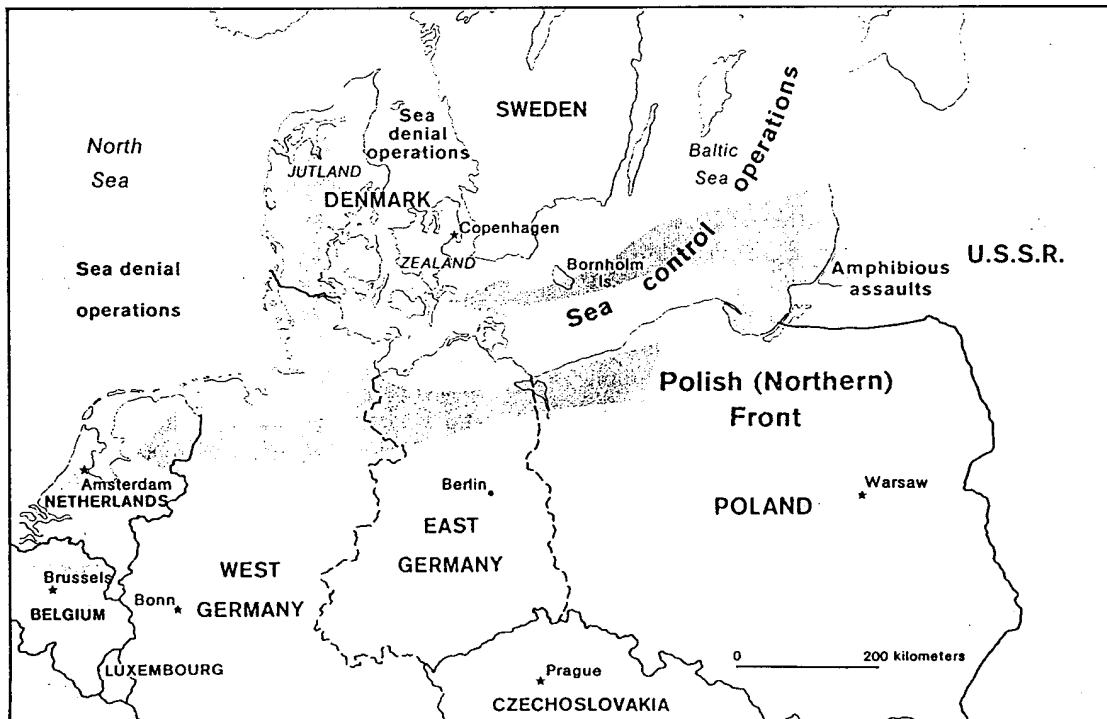 SWEDEN
Sea
denial
operations
North
Sea
JUTLAND
DENMARK
Copenhagen
ZEALAND
Baltic
Sea
operations
Sea control
Bornholm
Is.
U.S.S.R.
Amphibious
assaults
Sea denial
operations
Polish (Northern)
Front
Amsterdam
NETHERLANDS
Berlin
Warsaw
POLAND
EAST
GERMANY
WEST
GERMANY
Brussels
BELGIUM
Bonn
LUXEMBOURG
Prague
CZECHOSLOVAKIA
0 200 kilometers